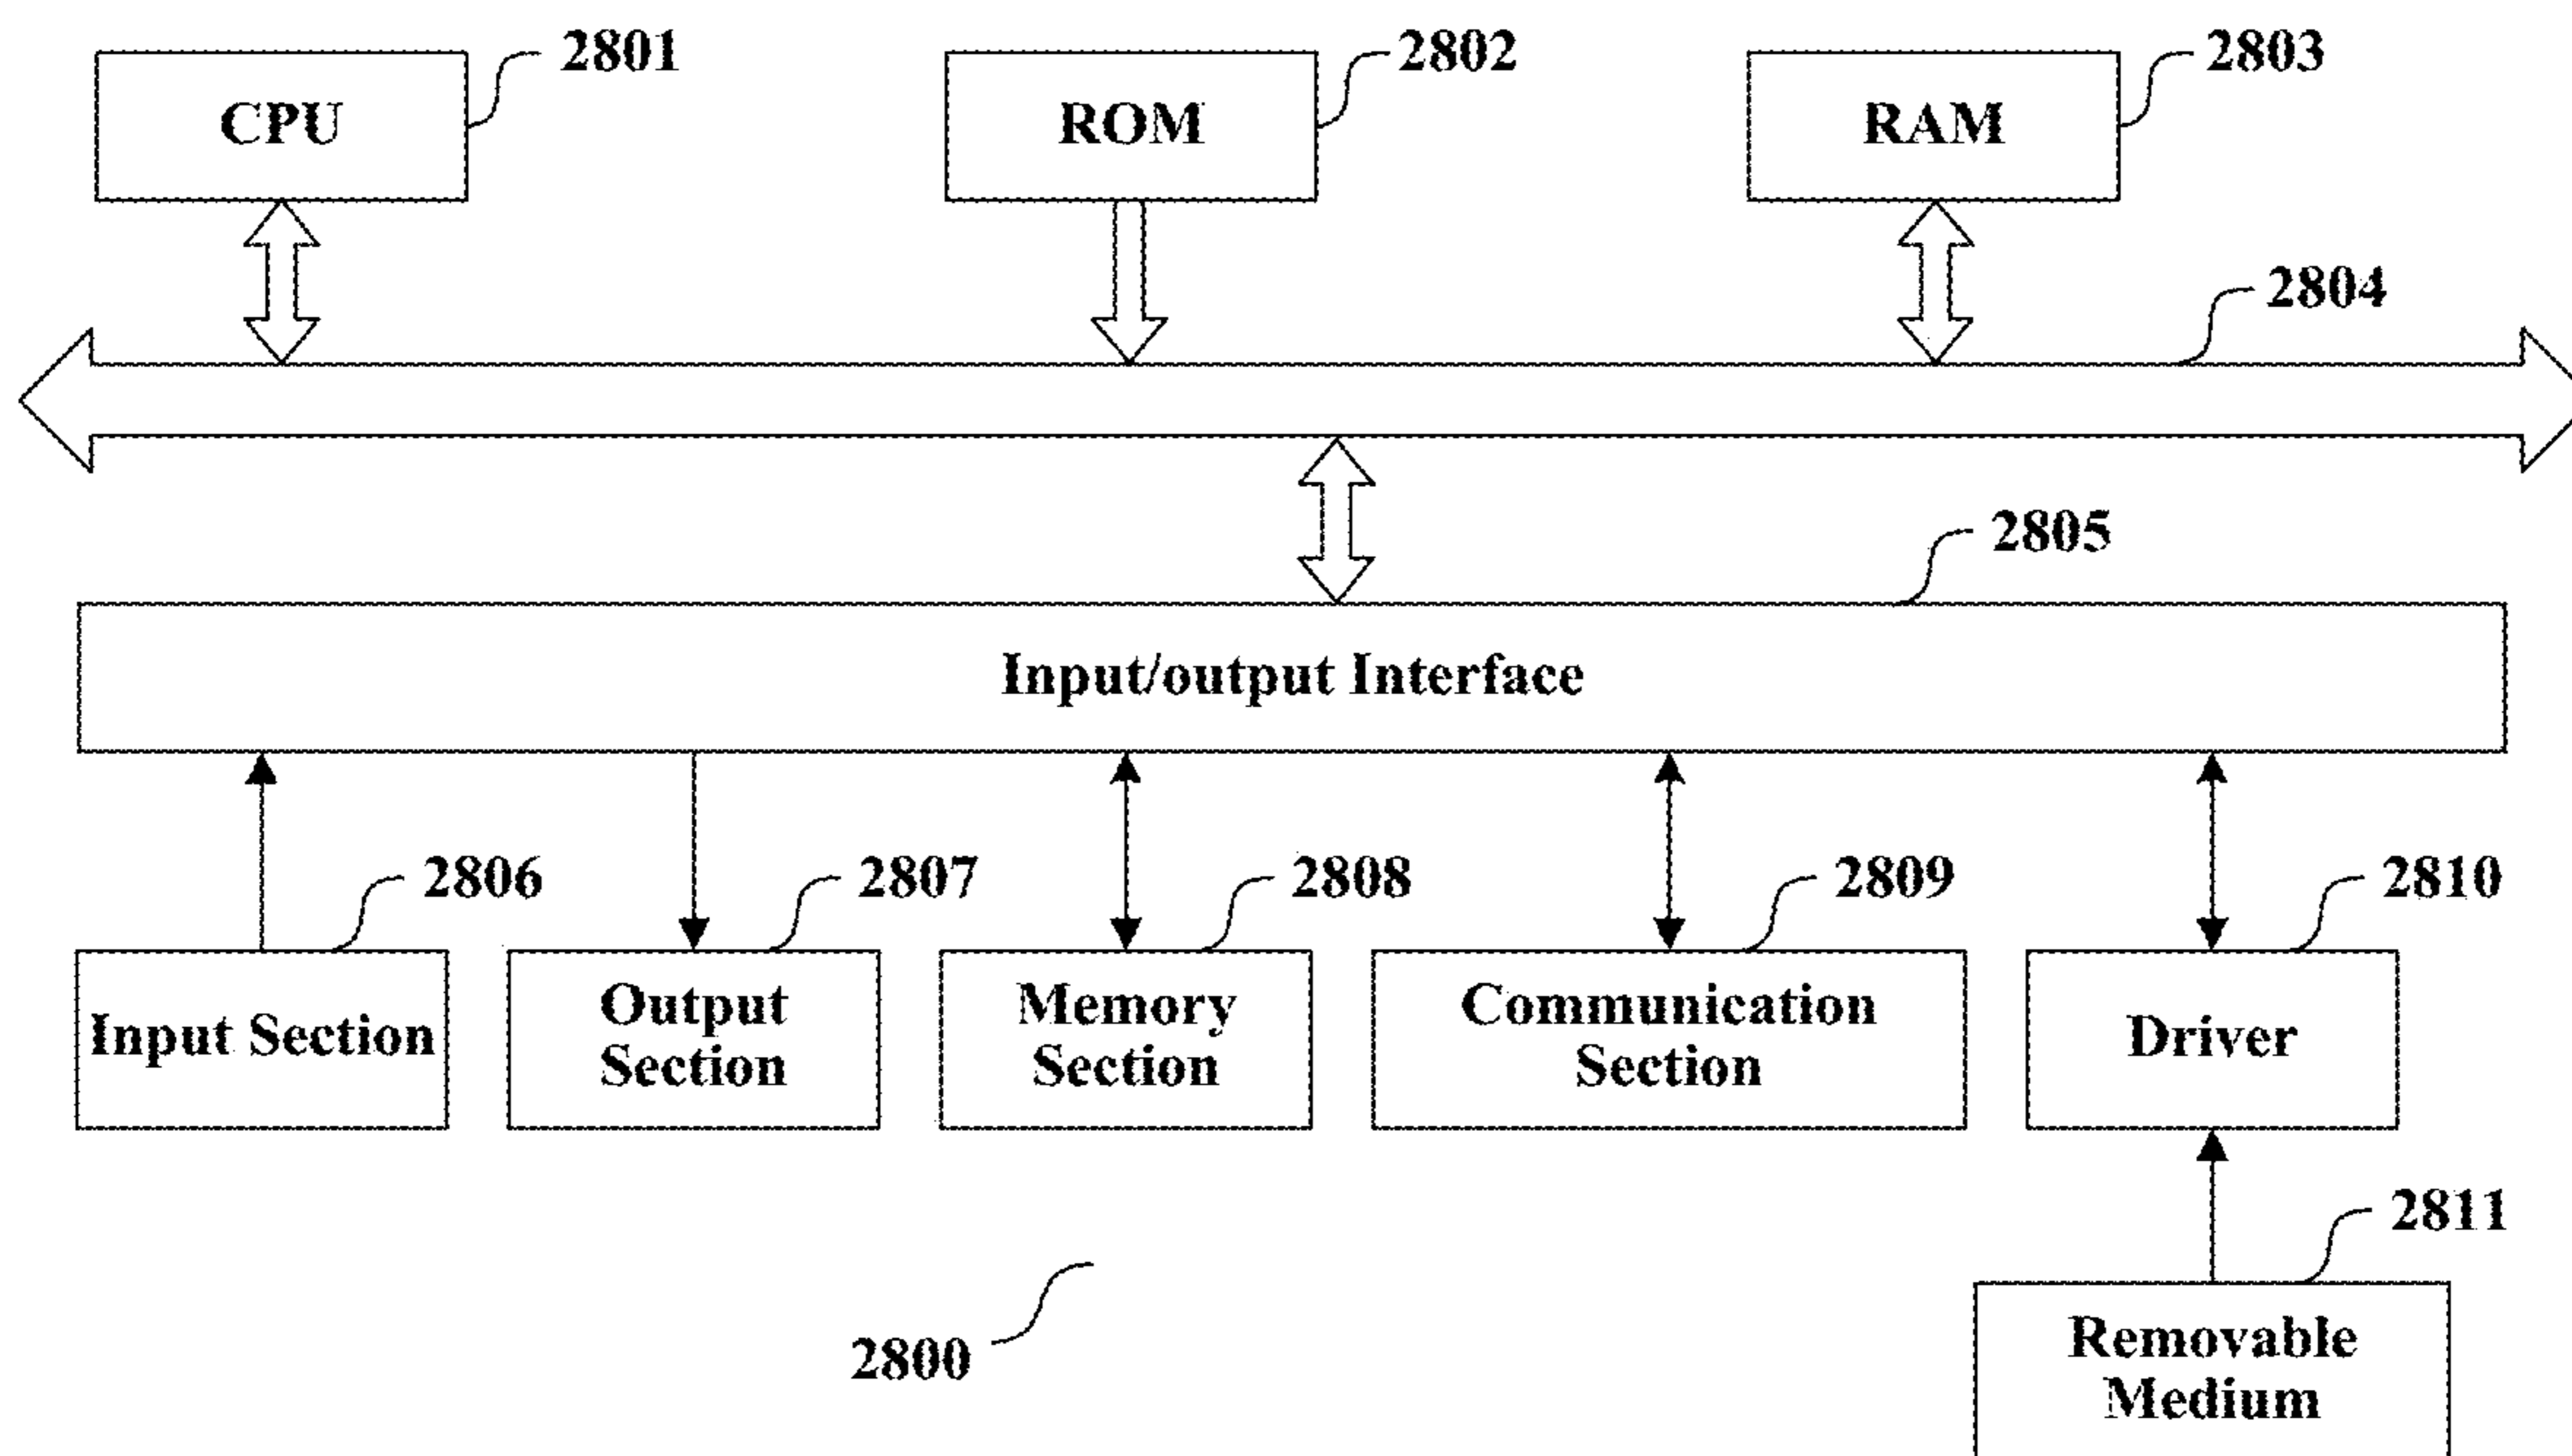 2801
2802
2803
CPU
ROM
RAM
2804
2805
Input/output Interface
2806
2807
2808
2809
2810
Input Section
Output
Section
Memory
Section
Communication
Section
Driver
2811
2800
Removable
Medium